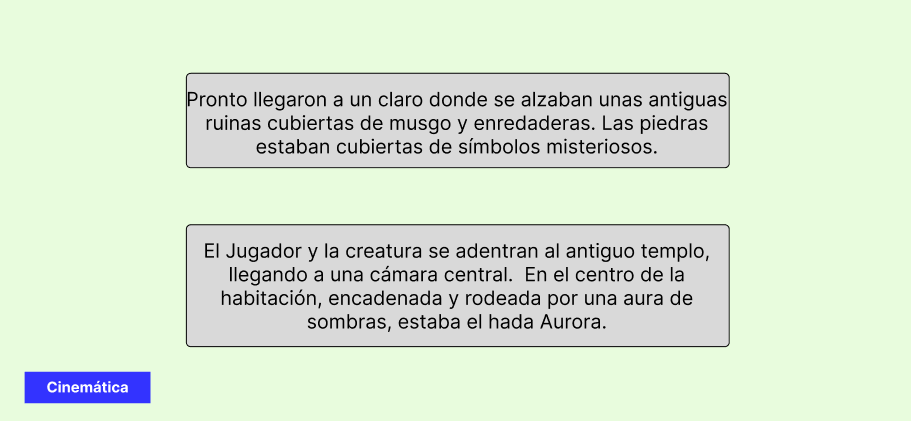 Pronto llegaron a un claro donde se alzaban unas antiguas
ruinas cubiertas de musgo y enredaderas. Las piedras
estaban cubiertas de símbolos misteriosos.
El Jugador y la creatura se adentran al antiguo templo,
llegando a una cámara central.  En el centro de la
habitación, encadenada y rodeada por una aura de
sombras, estaba el hada Aurora.
Cinemática